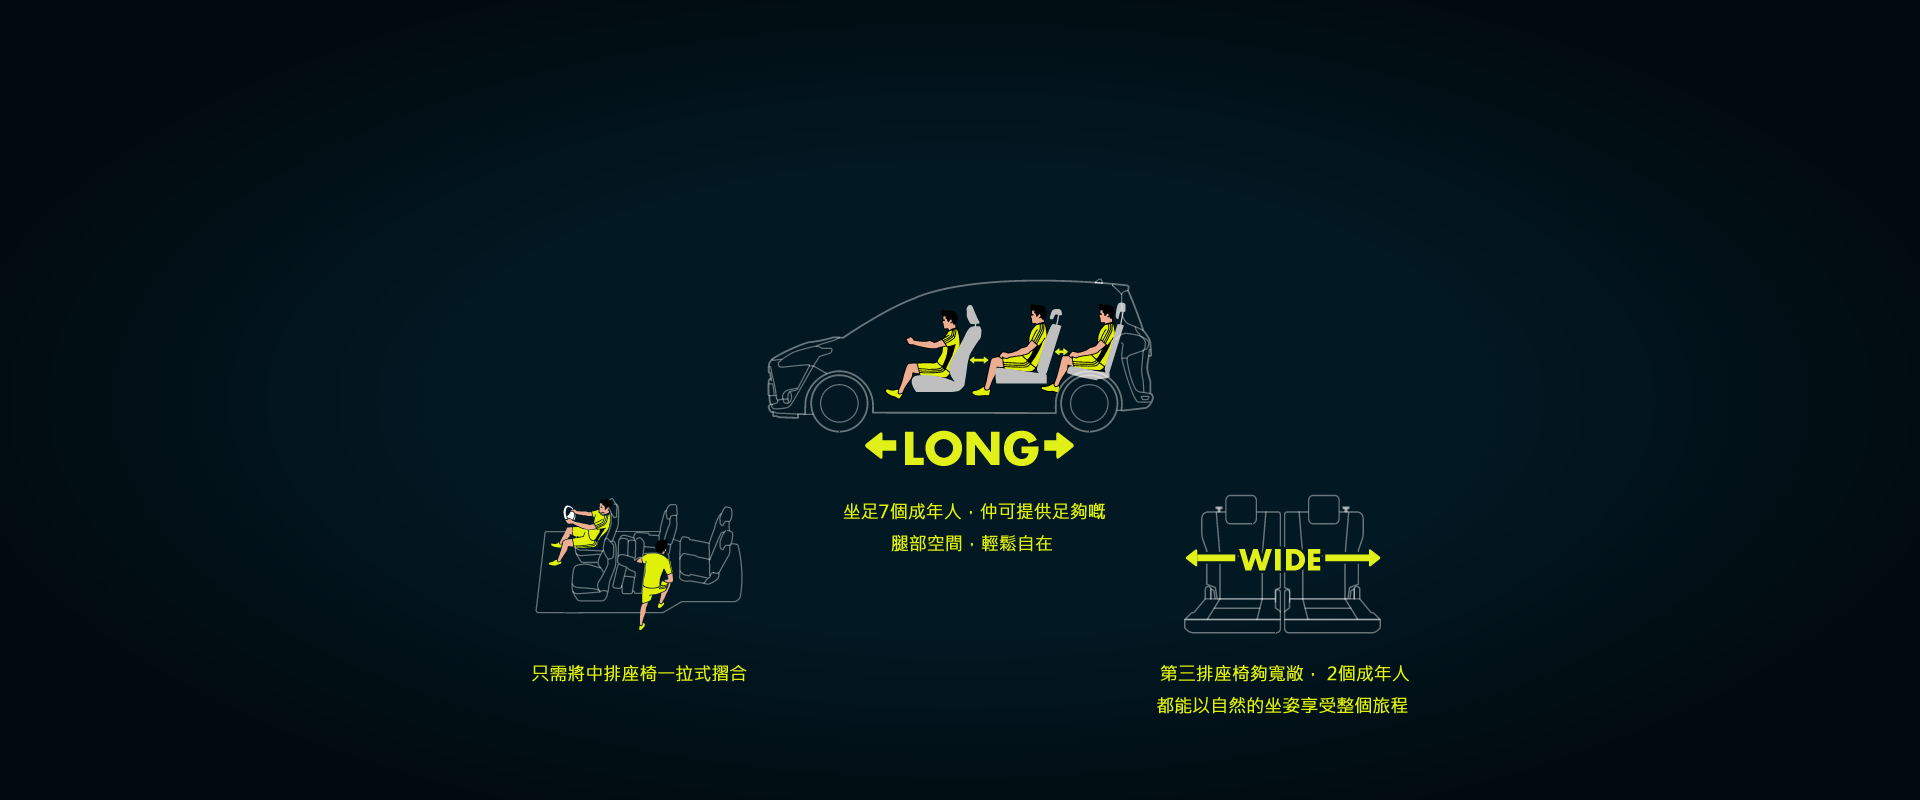 LONG
坐足7個成年人，仲可提供足夠嘅
腿部空間，輕鬆自在
只需將中排座椅一拉式摺合
WIDE
第三排座椅夠寬敞， 2個成年人
都能以自然的坐姿享受整個旅程